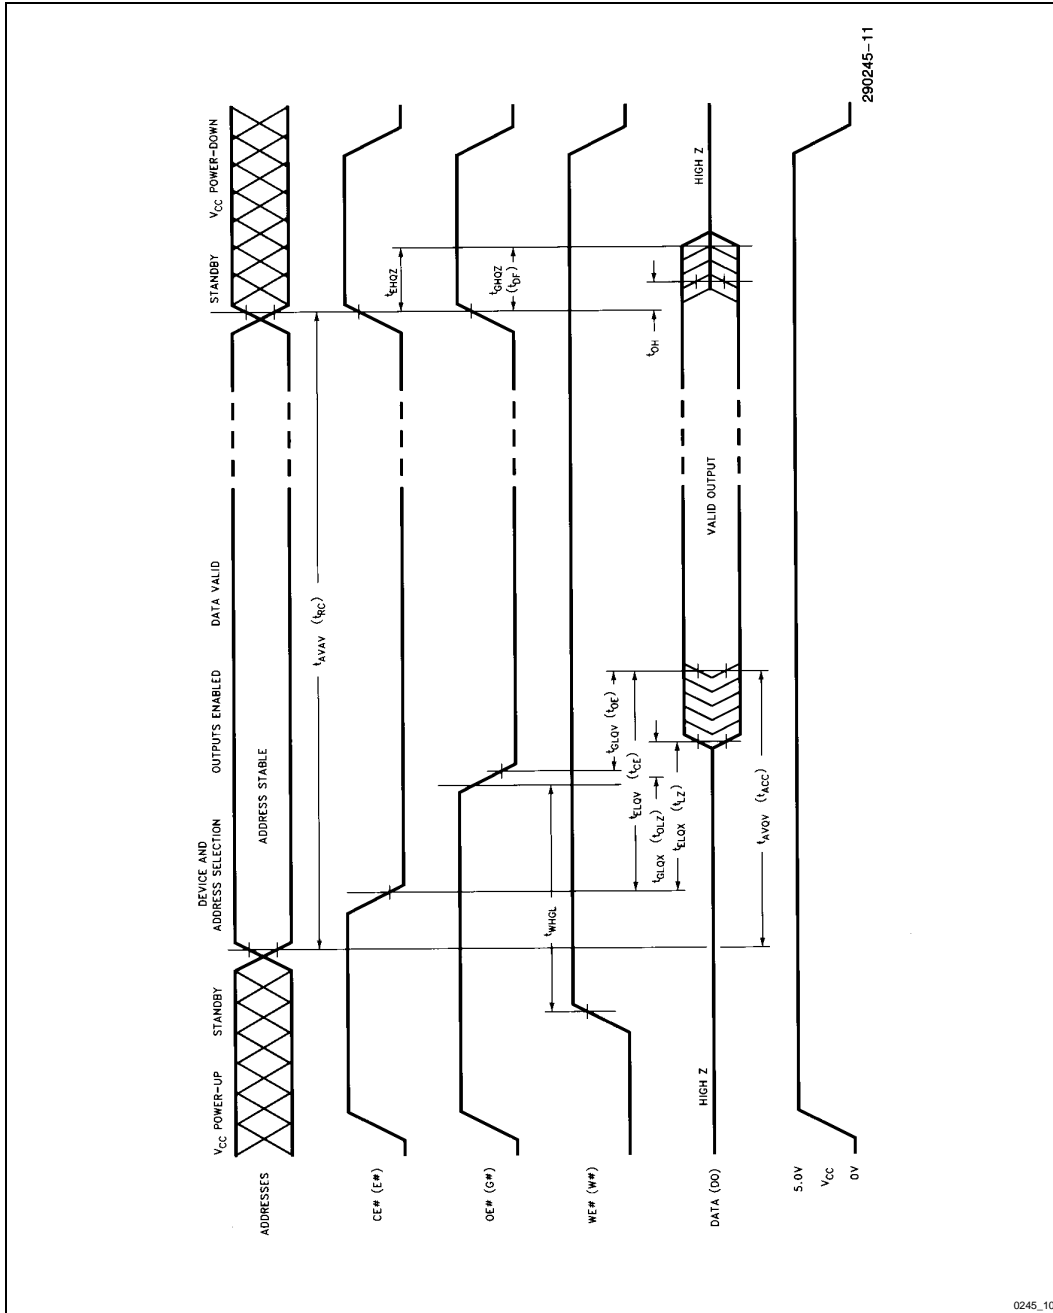 VCC POWER-UP
STANDBY
DEVICE AND
ADDRESS SELECTION
OUTPUTS ENABLED
DATA VALID
STANDBY
VCC POWER-DOWN
ADDRESSES
ADDRESS STABLE
tAVAV (tRC)
CE# (E#)
tEHQZ
OE# (G#)
tWHGL
tGHQZ
(tDF)
WE# (W#)
tGLQV (tOE)
tELQV (tCE)
tGLQX (tOLZ)
tELQX (tLZ)
tOH
DATA (DQ)
HIGH Z
VALID OUTPUT
HIGH Z
tAVQV (tACC)
5.0V
VCC
0V
290245-11
0245_10